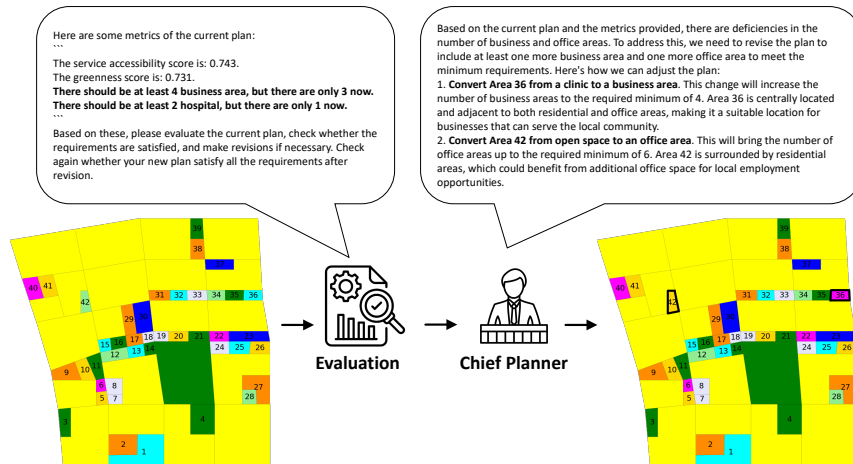 Here are some metrics of the current plan:
```
The service accessibility score is: 0.743.
The greenness score is: 0.731.
There should be at least 4 business area, but there are only 3 now.
There should be at least 2 hospital, but there are only 1 now.
```
Based on these, please evaluate the current plan, check whether the
requirements are satisfied, and make revisions if necessary. Check
again whether your new plan satisfy all the requirements after
revision.
Based on the current plan and the metrics provided, there are deficiencies in the
number of business and office areas. To address this, we need to revise the plan to
include at least one more business area and one more office area to meet the
minimum requirements. Here's how we can adjust the plan:
1. Convert Area 36 from a clinic to a business area. This change will increase the
number of business areas to the required minimum of 4. Area 36 is centrally located
and adjacent to both residential and office areas, making it a suitable location for
businesses that can serve the local community.
2. Convert Area 42 from open space to an office area. This will bring the number of
office areas up to the required minimum of 6. Area 42 is surrounded by residential
areas, which could benefit from additional office space for local employment
opportunities.
39
38
37
40 41
42
31 32 33 34 35 36
29 30
15 16 17 18 19 20 21 22 23
12 13 14 24 25 26
9 10 11
6 8
5 7
27
28
3
4
2
1
Evaluation
Chief Planner
39
38
37
40 41
42
31 32 33 34 35 36
29 30
15 16 17 18 19 20 21 22 23
12 13 14 24 25 26
9 10 11
6 8
5 7
27
28
3
4
2
1